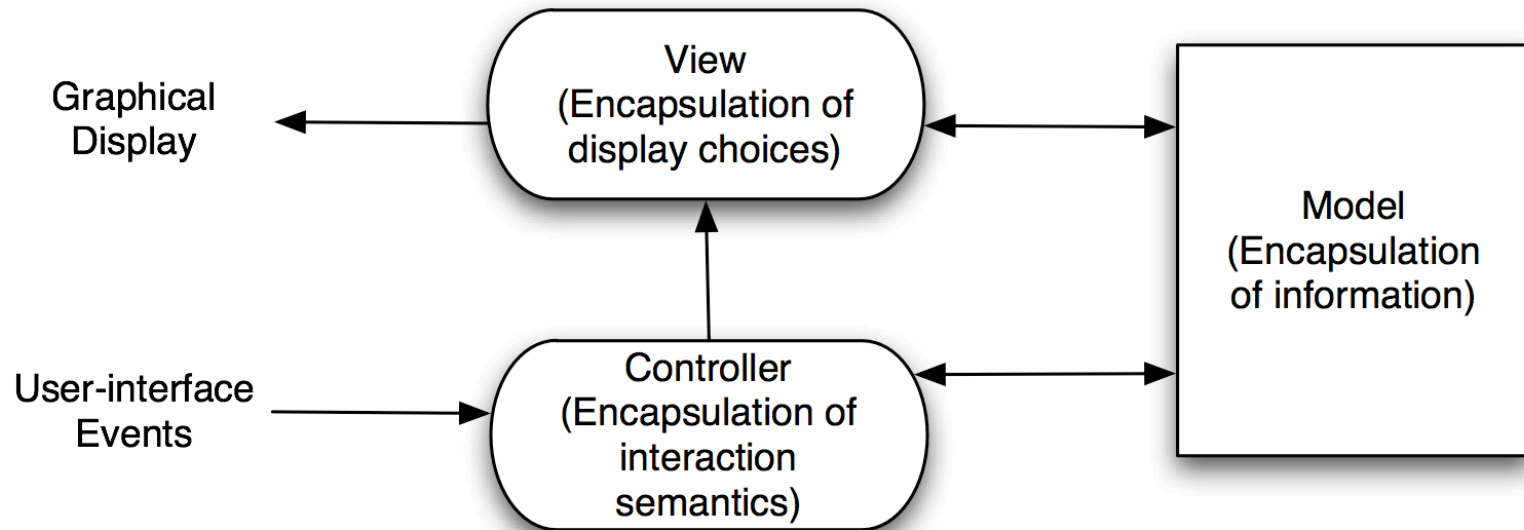 Graphical
Display
View
(Encapsulation of
display choices)
Model
(Encapsulation
of information)
User-interface
Events
Controller
(Encapsulation of
interaction
semantics)